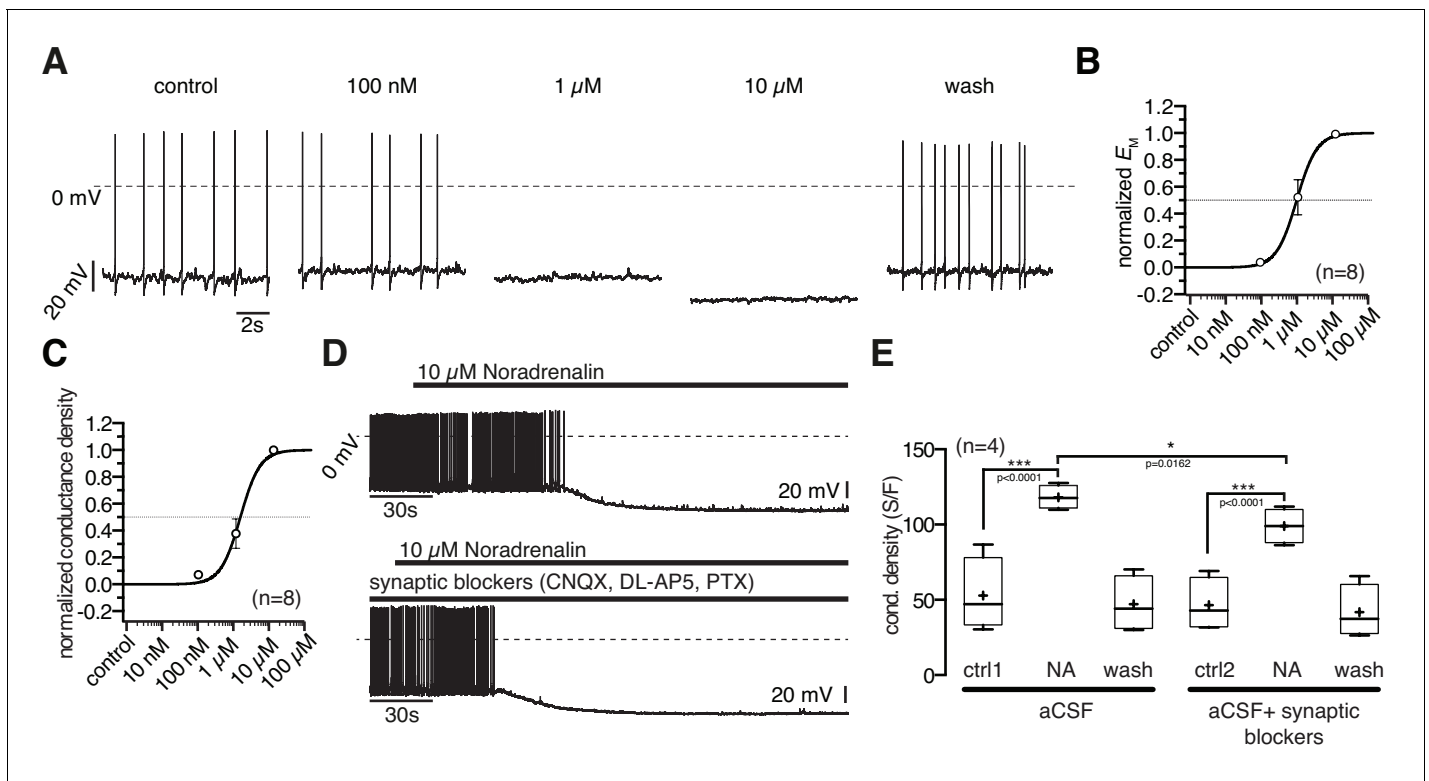 A
control
100 nM
1 µM
10 µM
wash
0 mV
20 mV
2s
B
normalized EM
1.2
1.0
0.8
0.6
0.4
0.2
0.0
-0.2
(n=8)
control
10 nM
100 nM
1 µM
10 µM
100 µM
C
normalized conductance density
1.2
1.0
0.8
0.6
0.4
0.2
0.0
-0.2
(n=8)
control
10 nM
100 nM
1 µM
10 µM
100 µM
D
10 µM Noradrenalin
0 mV
30s
20 mV
10 µM Noradrenalin
synaptic blockers (CNQX, DL-AP5, PTX)
30s
20 mV
E
cond. density (S/F)
150
100
50
0
(n=4)
***
p<0.0001
*
p=0.0162
***
p<0.0001
ctrl1
NA
wash
ctrl2
NA
wash
aCSF
aCSF+ synaptic
blockers